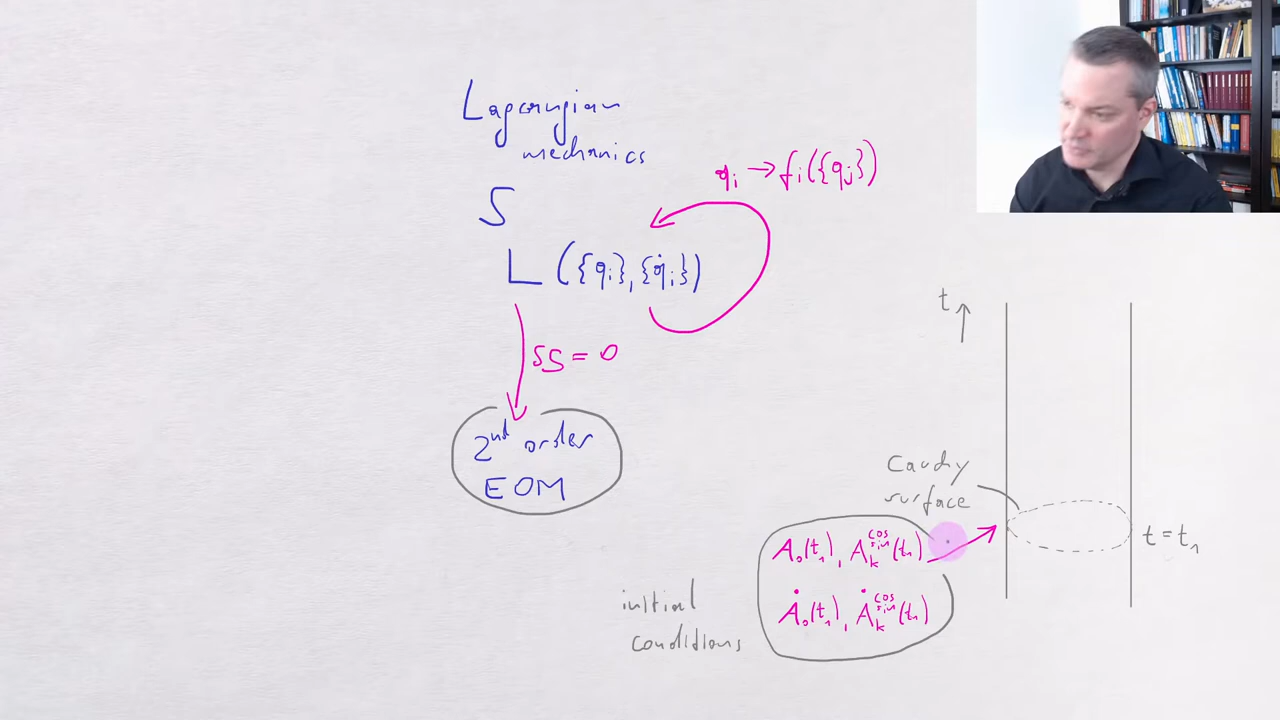 Lagrangian
mechanics
S
L ({qᵢ}, {q̇ᵢ})
qᵢ → fᵢ({qⱼ})
δS = 0
2nd order
EOM
t
Cauchy
surface
t = t₁
A₀(t₁), Aₖ^cos sin(t₁)
Ȧ₀(t₁), Ȧₖ^cos sin(t₁)
initial
conditions